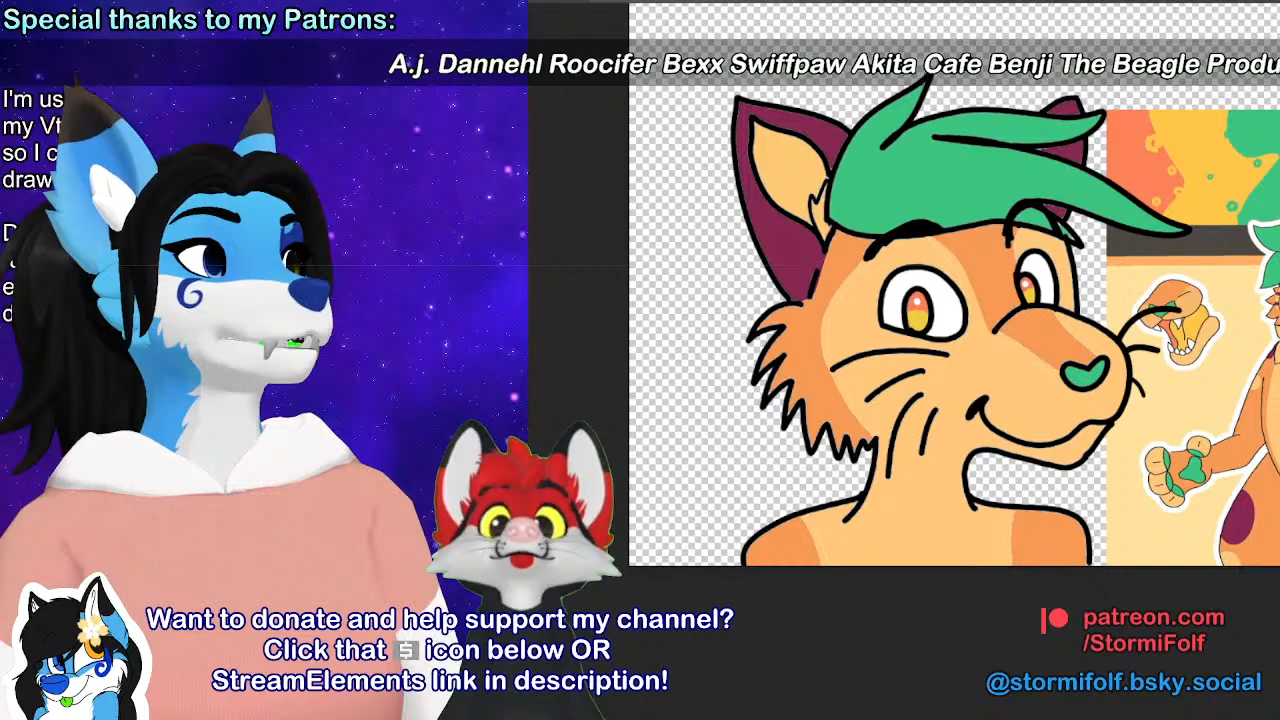 Special thanks to my Patrons:
A.j. Dannehl Roocifer Bexx Swiffpaw Akita Cafe Benji The Beagle Produ
I'm us
my Vt
so I c
draw
D
e
d
Want to donate and help support my channel?
Click that $ icon below OR
StreamElements link in description!
patreon.com
/StormiFolf
@stormifolf.bsky.social